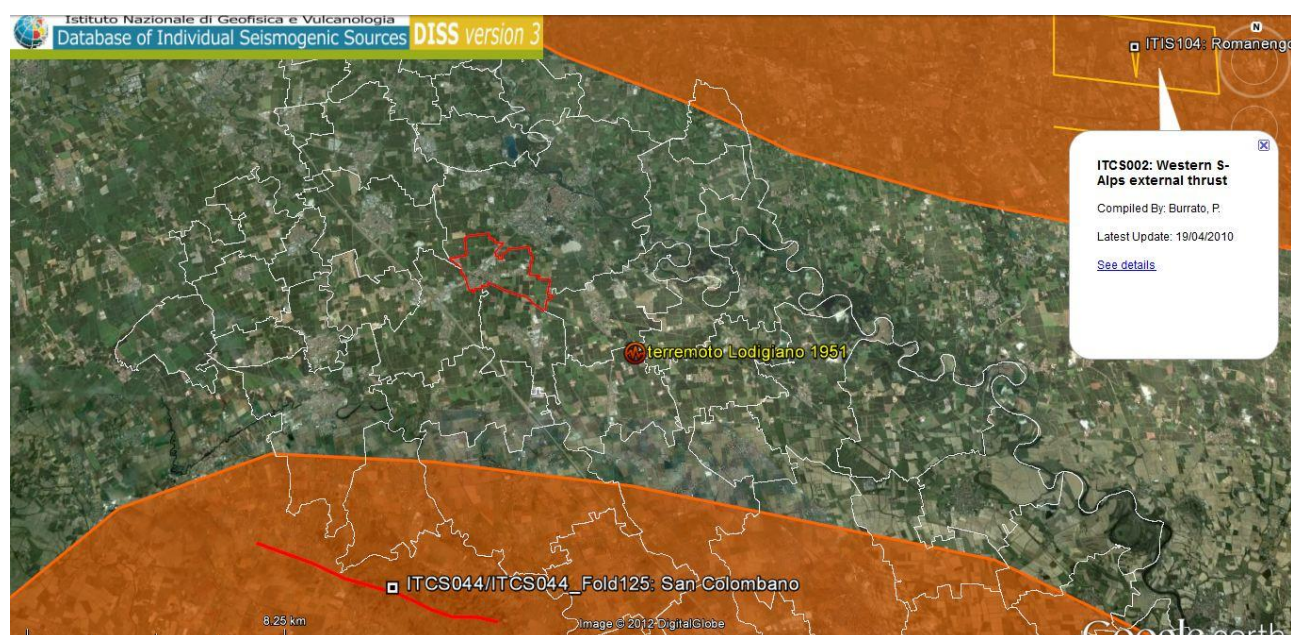 Istituto Nazionale di Geofisica e Vulcanologia
Database of Individual Seismogenic Sources DISS version 3
N
ITIS104: Romanengo
ITCS002: Western S-
Alps external thrust
Compiled By: Burrato, P.
Latest Update: 19/04/2010
See details
terremoto Lodigiano 1951
ITCS044/ITCS044_Fold125: San Colombano
8.25 km
Image © 2012 DigitalGlobe
Google earth